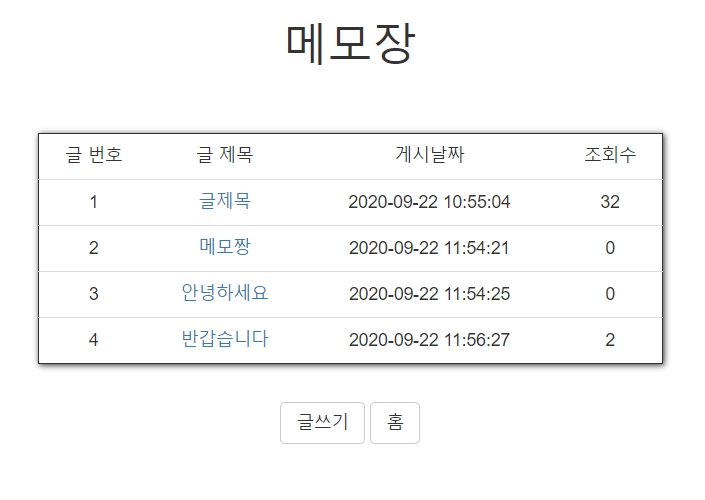 메모장
글 번호 글 제목 게시날짜 조회수
1 글제목 2020-09-22 10:55:04 32
2 메모짱 2020-09-22 11:54:21 0
3 안녕하세요 2020-09-22 11:54:25 0
4 반갑습니다 2020-09-22 11:56:27 2
글쓰기 홈